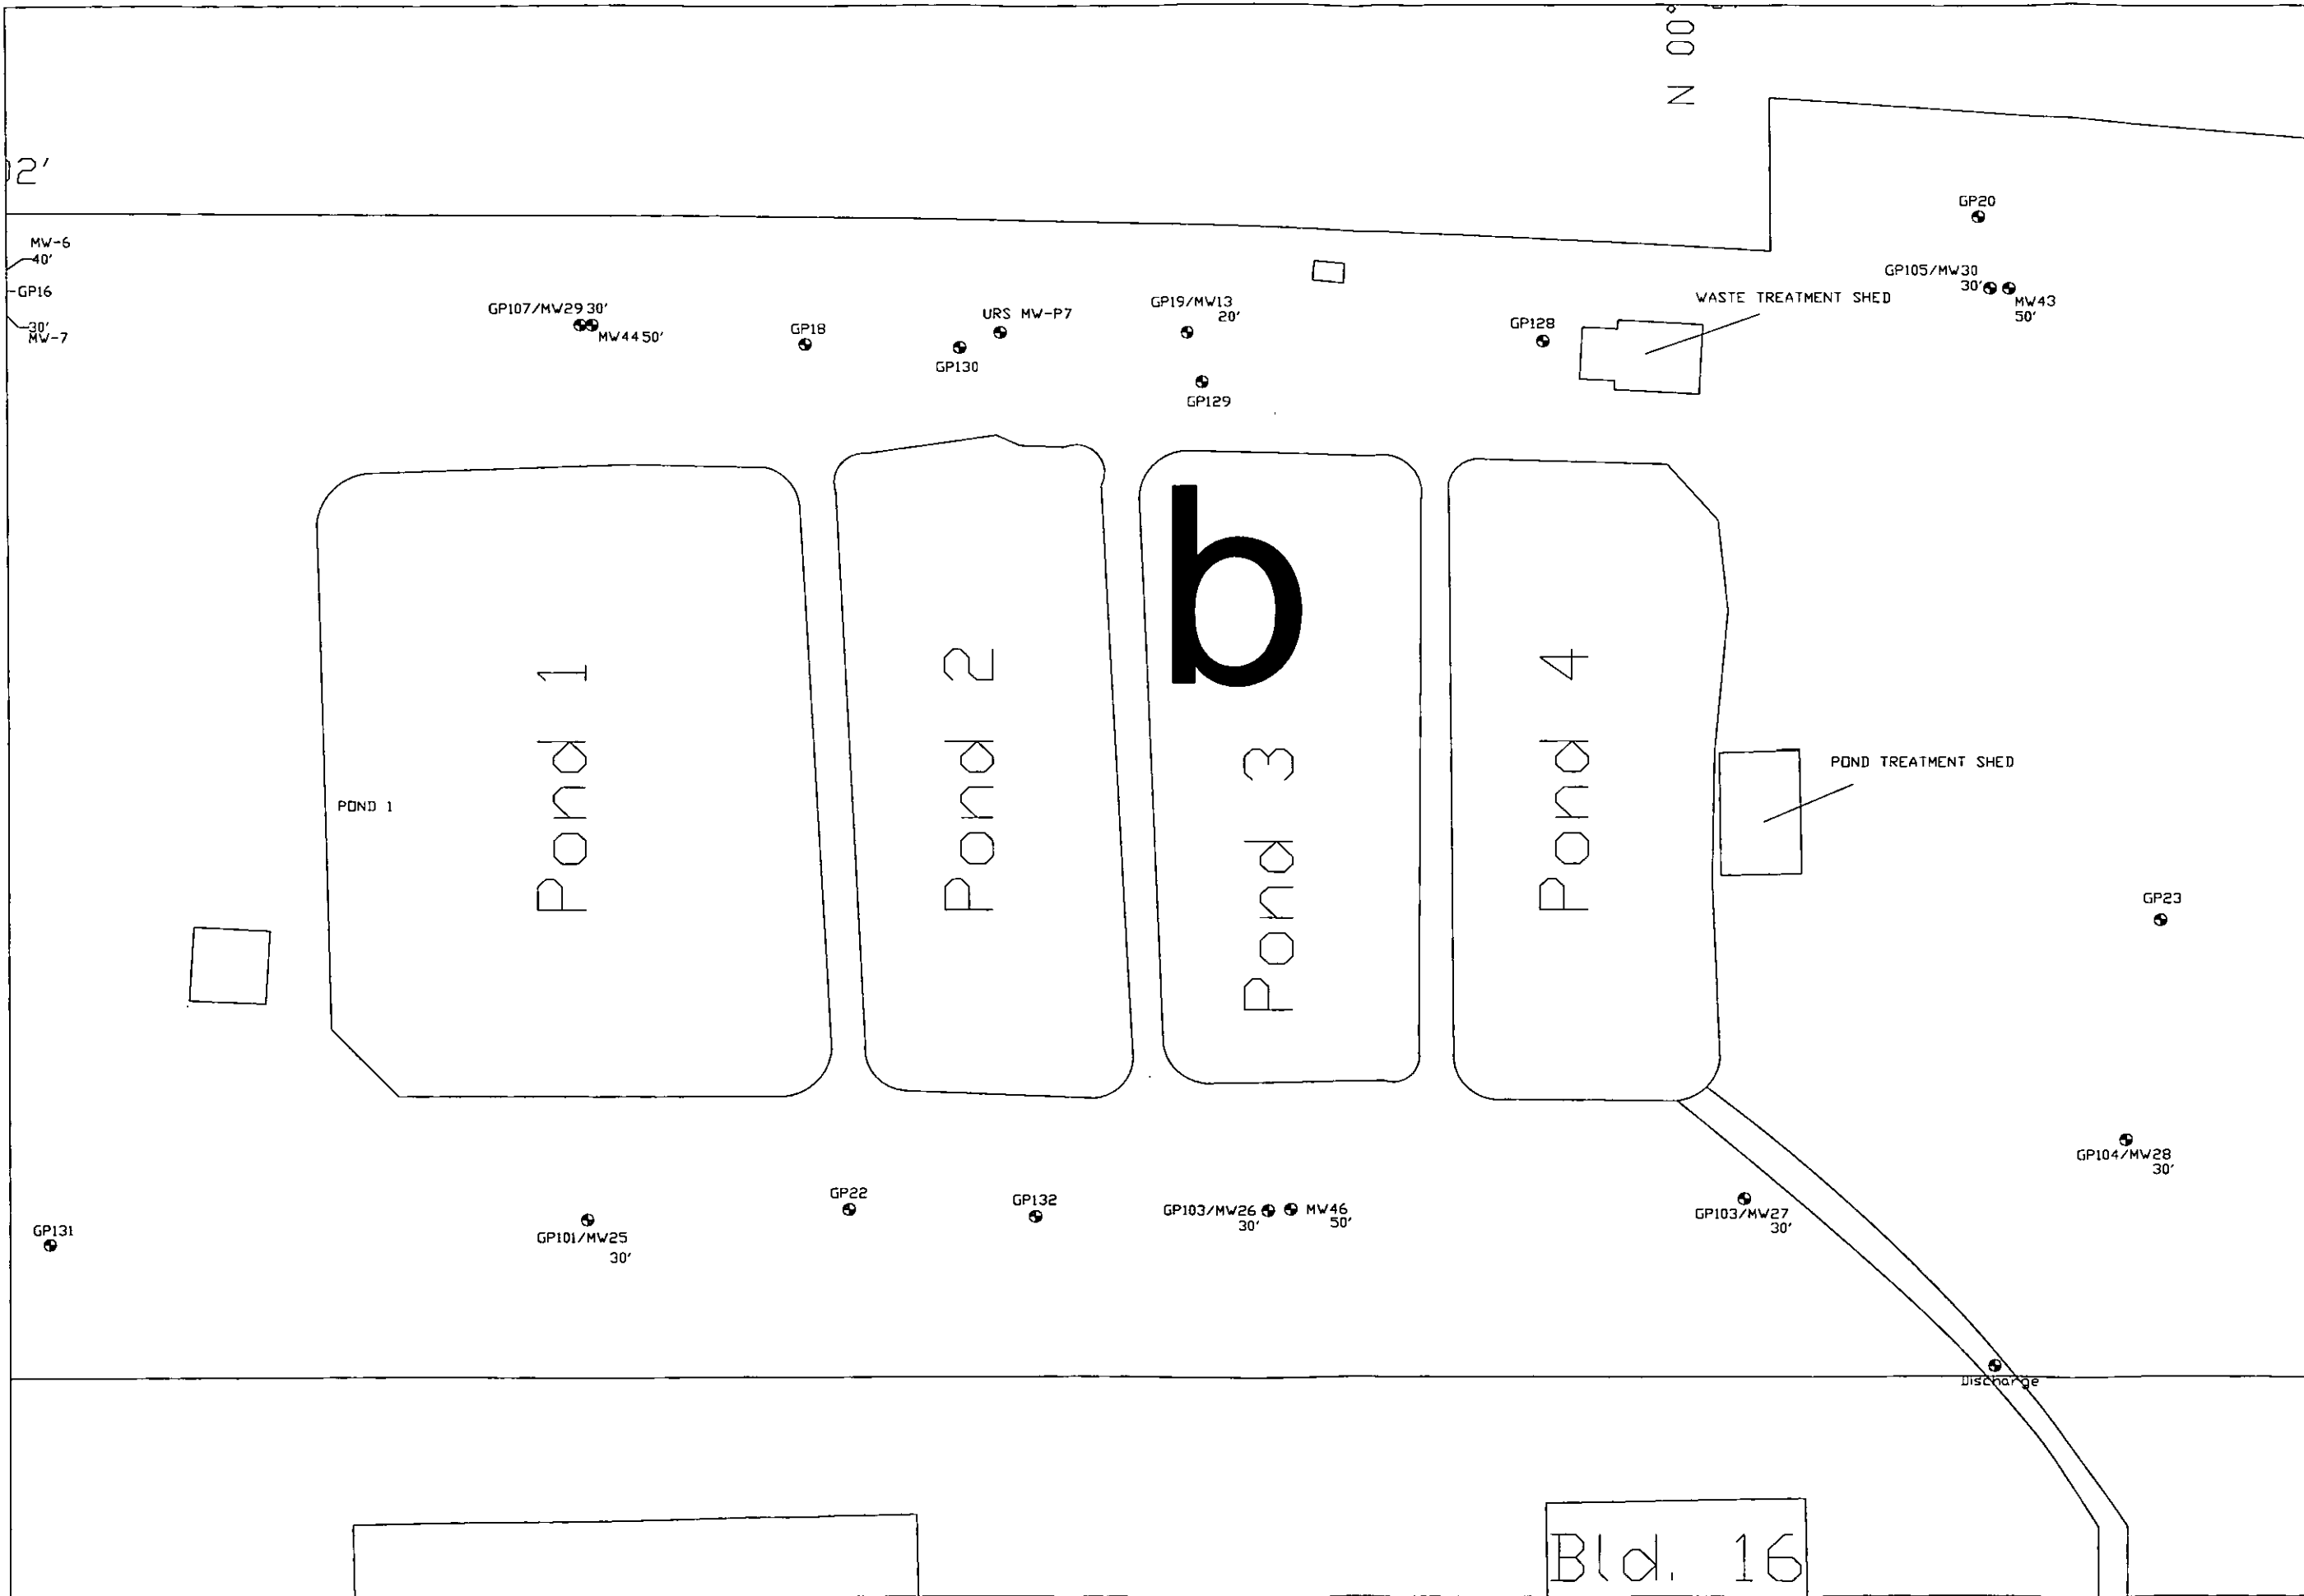 N 00
02'
MW-6
40'
GP16
30'
MW-7
GP107/MW29 30'
MW44 50'
GP18
URS MW-P7
GP130
GP19/MW13
20'
GP129
GP128
WASTE TREATMENT SHED
GP20
GP105/MW30
30'
MW43
50'
b
Pond 1
POND 1
Pond 2
Pond 3
Pond 4
POND TREATMENT SHED
GP23
GP104/MW28
30'
GP131
GP101/MW25
30'
GP22
GP132
GP103/MW26
30'
MW46
50'
GP103/MW27
30'
Discharge
Bld. 16